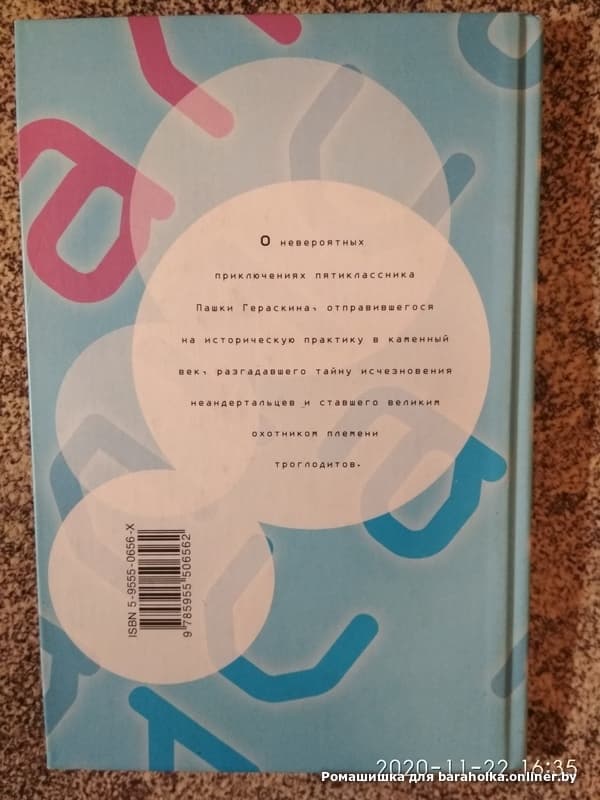 О невероятных
приключениях пятиклассника
Пашки Гераскина, отправившегося
на историческую практику в каменный
век, разгадавшего тайну исчезновения
неандертальцев и ставшего великим
охотником племени
троглодитов.
ISBN 5-9555-0656-X
9 785955 506562
2020-11-22 16:35
Ромашишка для baraholka.onliner.by